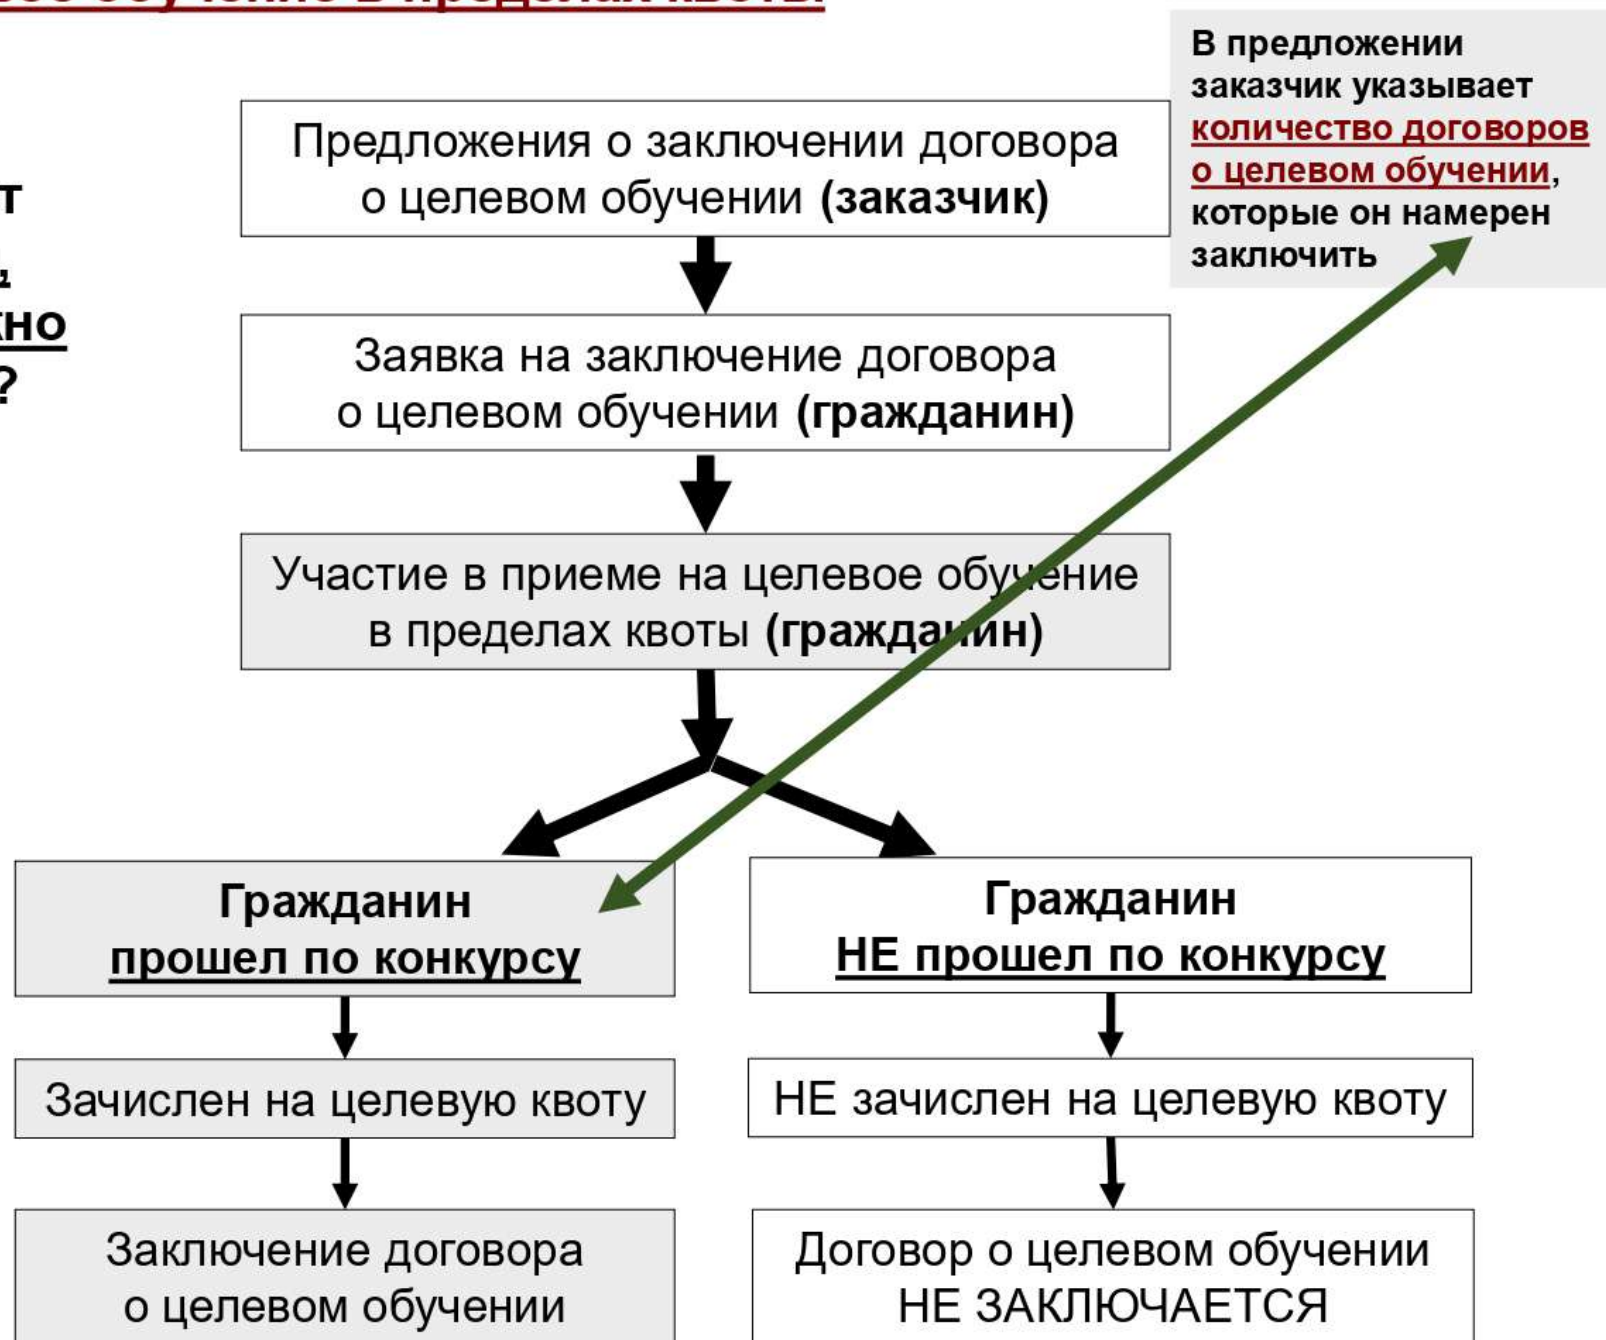 обучение в пределах квоты
В предложении
заказчик указывает
количество договоров
о целевом обучении,
которые он намерен
заключить
Предложения о заключении договора
о целевом обучении (заказчик)
?
Заявка на заключение договора
о целевом обучении (гражданин)
Участие в приеме на целевое обучение
в пределах квоты (гражданин)
Гражданин
прошел по конкурсу
Гражданин
НЕ прошел по конкурсу
Зачислен на целевую квоту
НЕ зачислен на целевую квоту
Заключение договора
о целевом обучении
Договор о целевом обучении
НЕ ЗАКЛЮЧАЕТСЯ